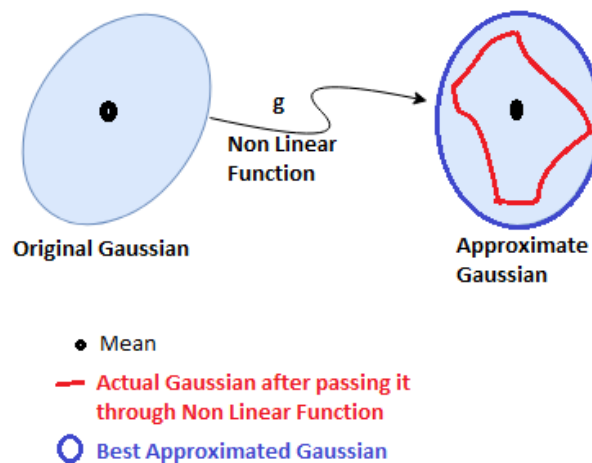 g
Non Linear
Function
Original Gaussian
Approximate
Gaussian
Mean
Actual Gaussian after passing it
through Non Linear Function
Best Approximated Gaussian